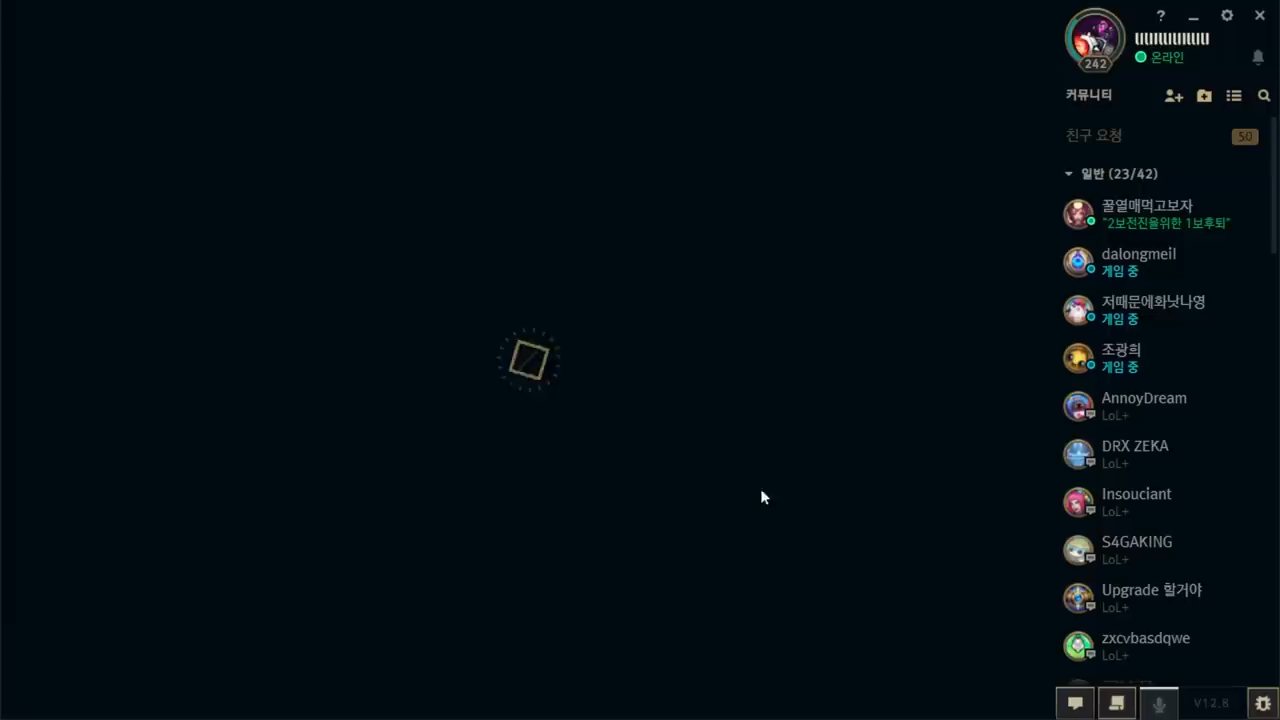 ?
242
온라인
커뮤니티
친구 요청
50
일반 (23/42)
꿀열매먹고보자
"2보전진을위한 1보후퇴"
dalongmeil
게임 중
저때문에화낫나영
게임 중
조광희
게임 중
AnnoyDream
LoL+
DRX ZEKA
LoL+
Insouciant
LoL+
S4GAKING
LoL+
Upgrade 할거야
LoL+
zxcvbasdqwe
LoL+
V12.8